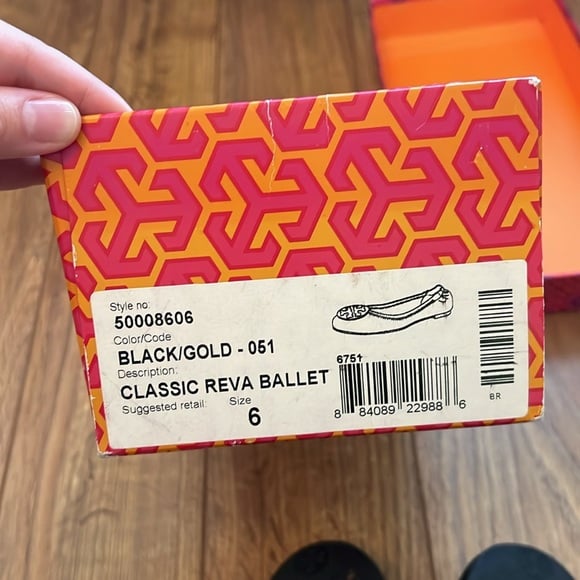 Style no:
50008606
Color/Code
BLACK/GOLD - 051
Description:
CLASSIC REVA BALLET
Suggested retail: Size
6
6751
8 84089 22988 6
BR